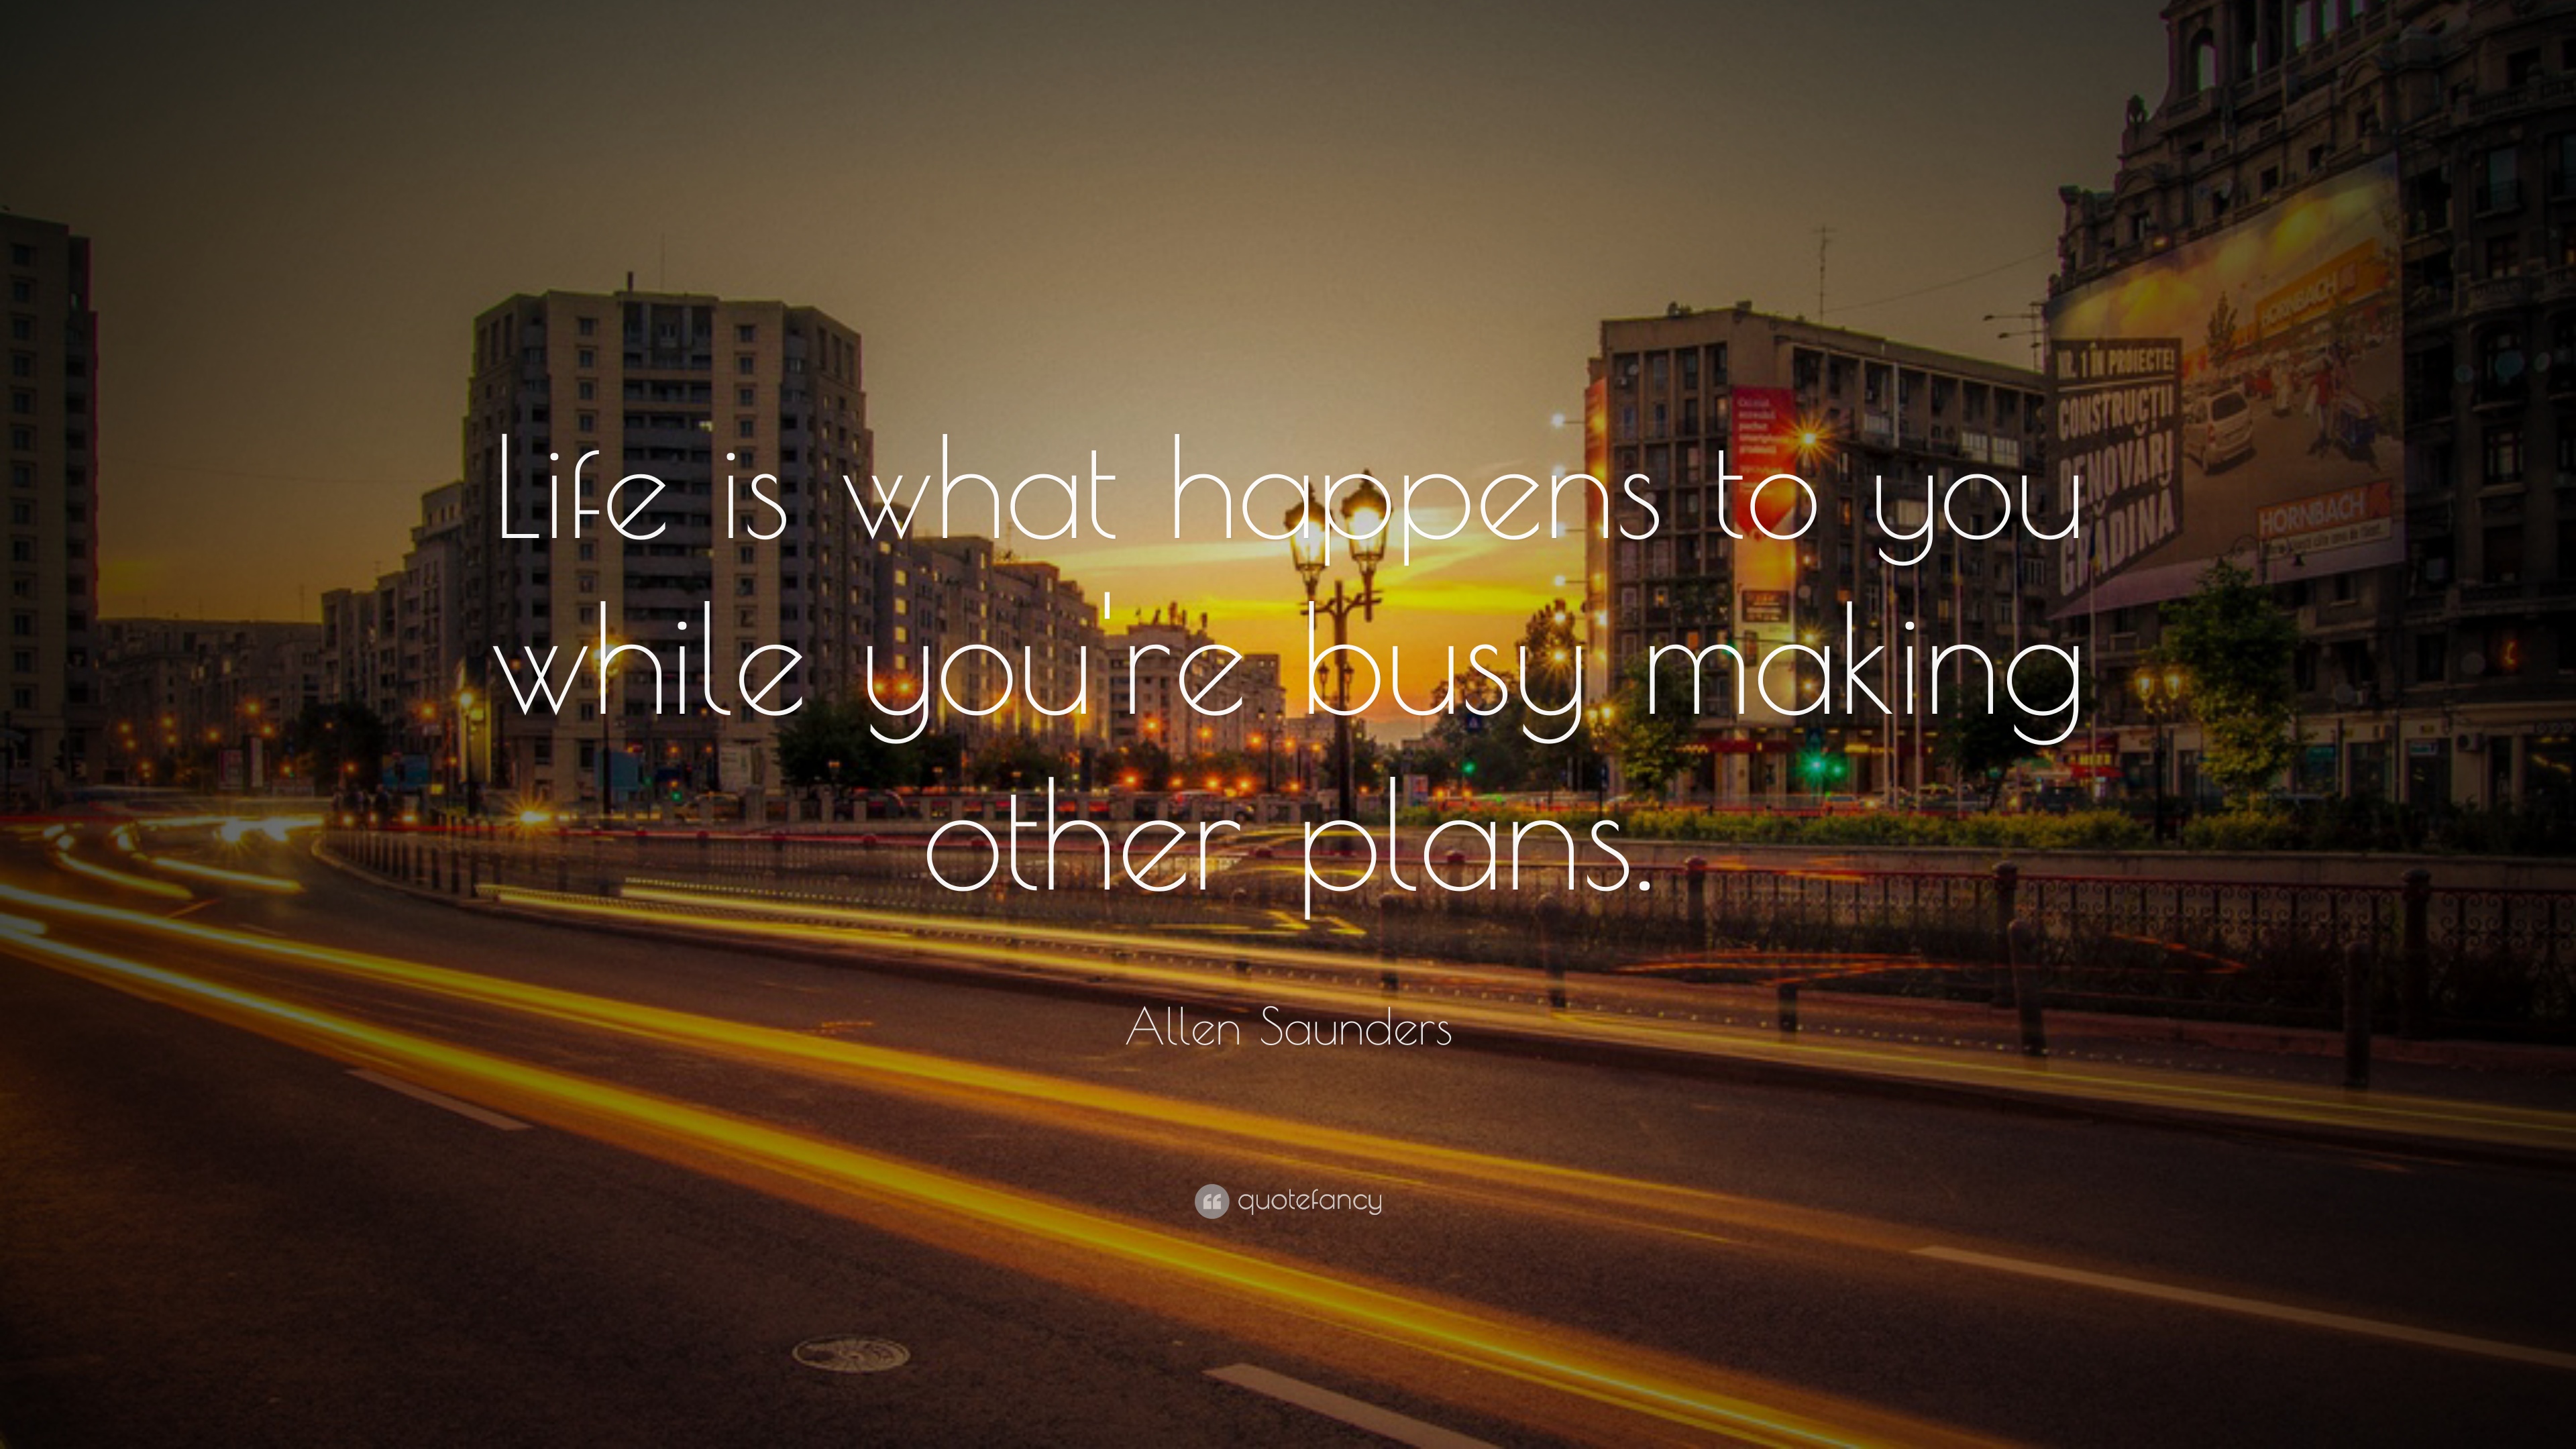 Life is what happens to you
while you're busy making
other plans.
Allen Saunders
quotefancy
NR. 1 ÎN PROIECTE!
CONSTRUCȚII
RENOVĂRI
GRĂDINĂ
HORNBACH
HORNBACH